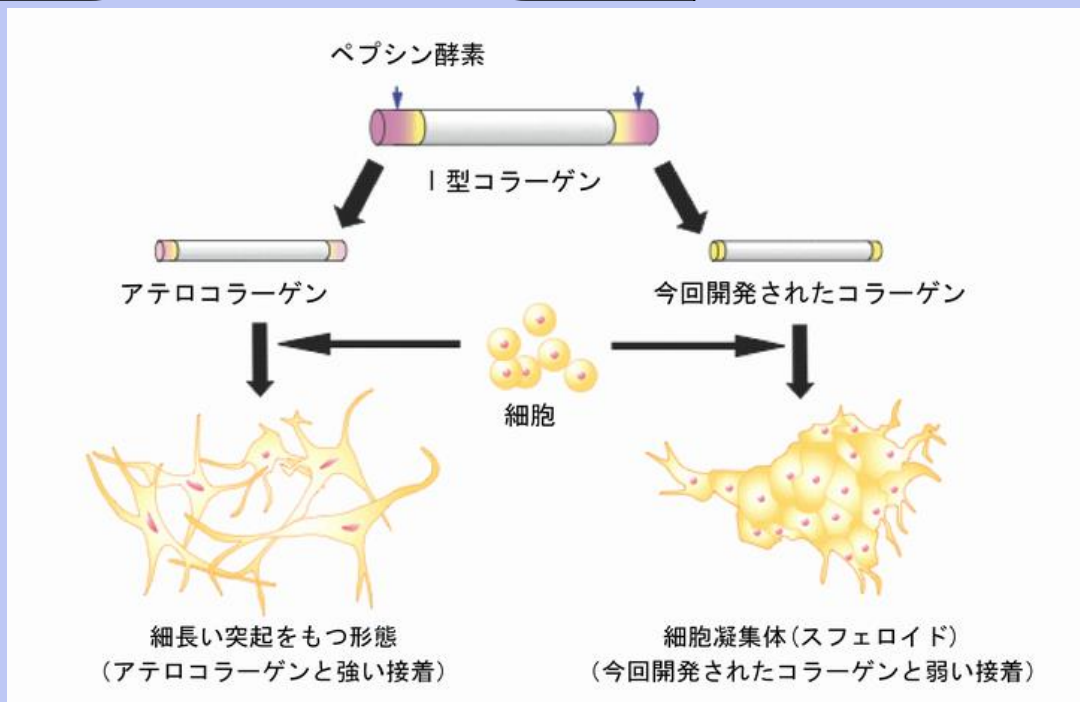 ペプシン酵素
Ⅰ型コラーゲン
アテロコラーゲン
今回開発されたコラーゲン
細胞
細長い突起をもつ形態
（アテロコラーゲンと強い接着）
細胞凝集体（スフェロイド）
（今回開発されたコラーゲンと弱い接着）